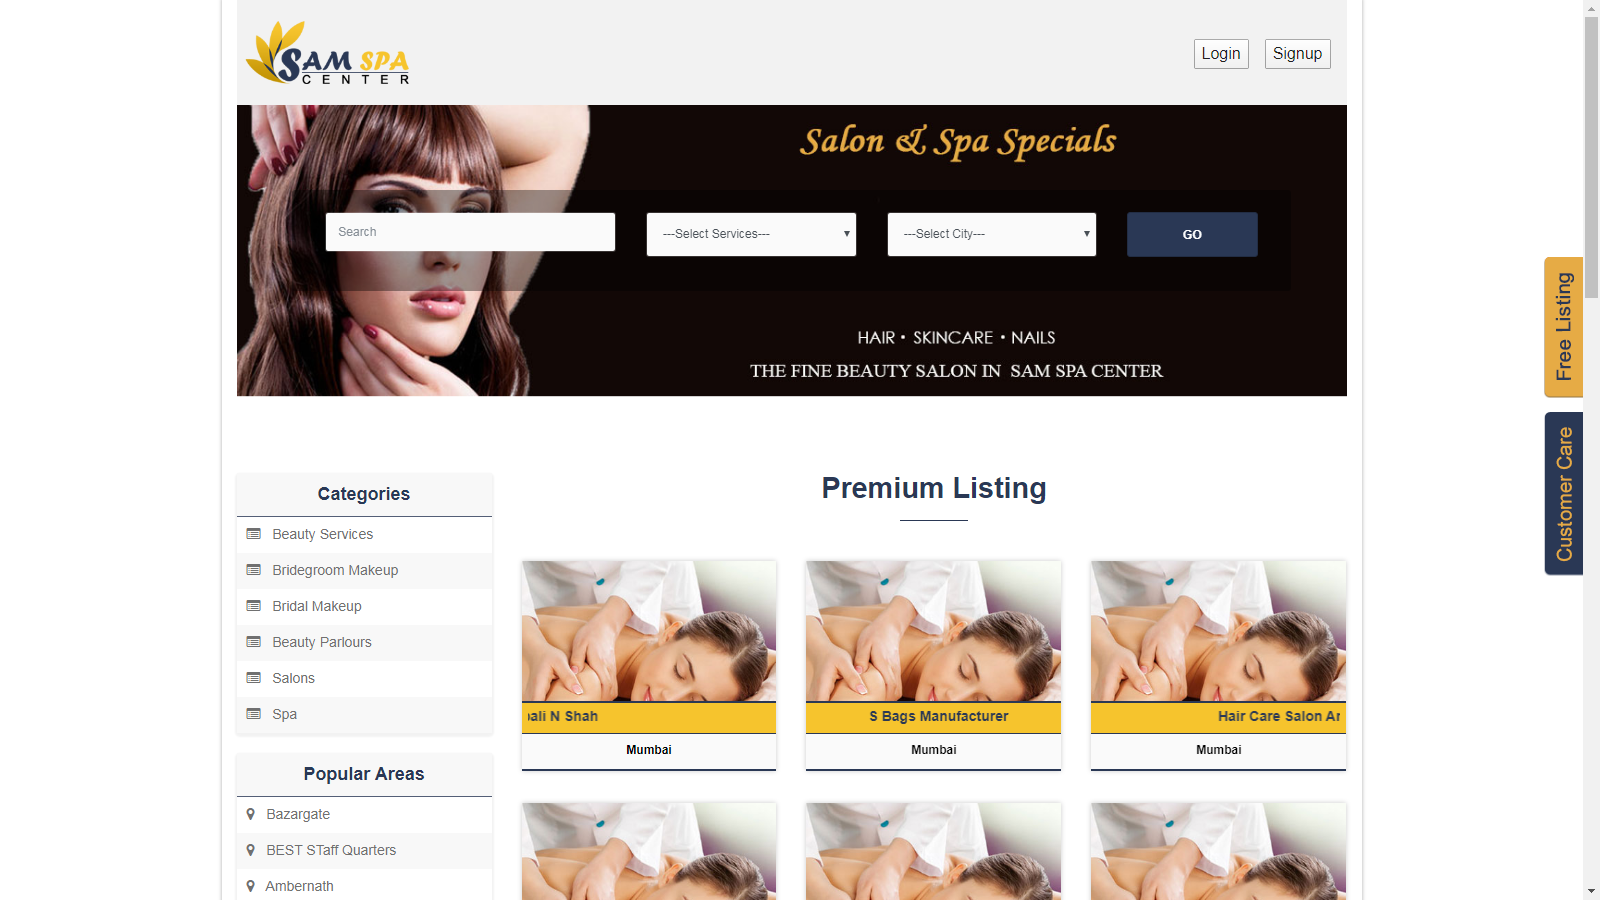 SAM SPA
CENTER
Login
Signup
Salon & Spa Specials
Search
---Select Services---
---Select City---
GO
HAIR • SKINCARE • NAILS
THE FINE BEAUTY SALON IN SAM SPA CENTER
Free Listing
Customer Care
Categories
Beauty Services
Bridegroom Makeup
Bridal Makeup
Beauty Parlours
Salons
Spa
Popular Areas
Bazargate
BEST STaff Quarters
Ambernath
Premium Listing
N Shah
S Bags Manufacturer
Hair Care Salon
Mumbai
Mumbai
Mumbai